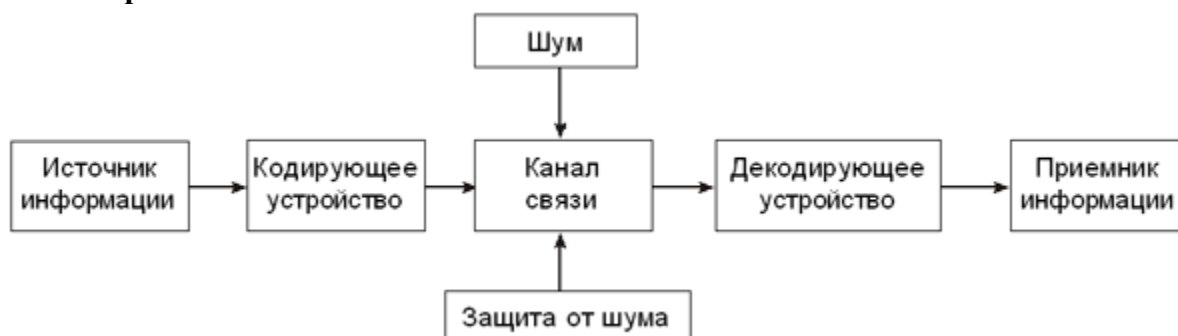 Шум
Источник
информации
Кодирующее
устройство
Канал
связи
Декодирующее
устройство
Приемник
информации
Защита от шума